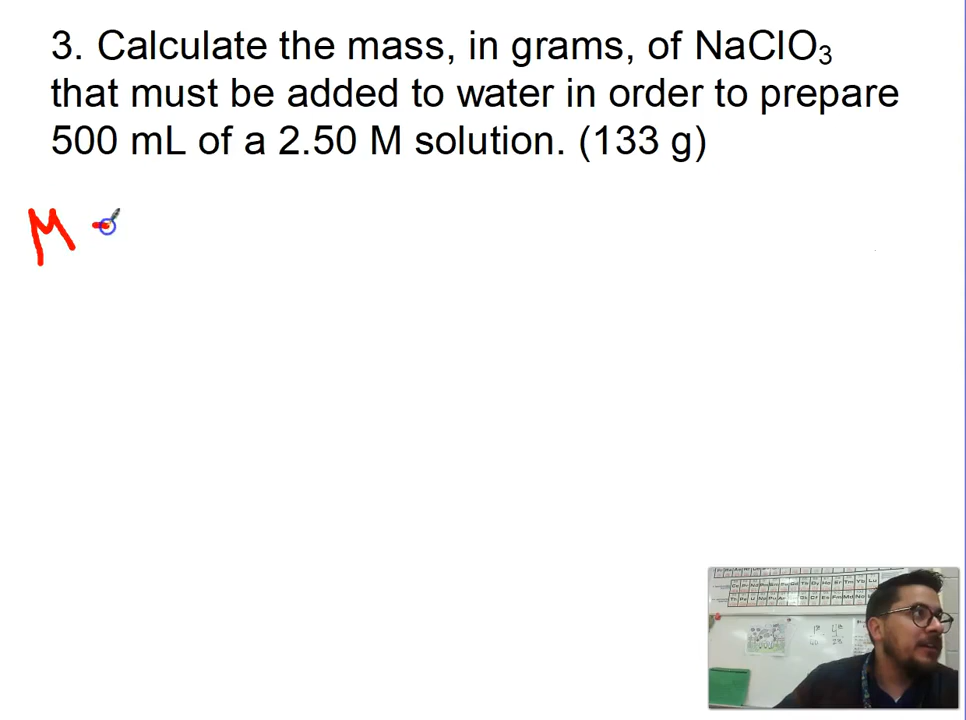 3. Calculate the mass, in grams, of NaClO₃
that must be added to water in order to prepare
500 mL of a 2.50 M solution. (133 g)
M